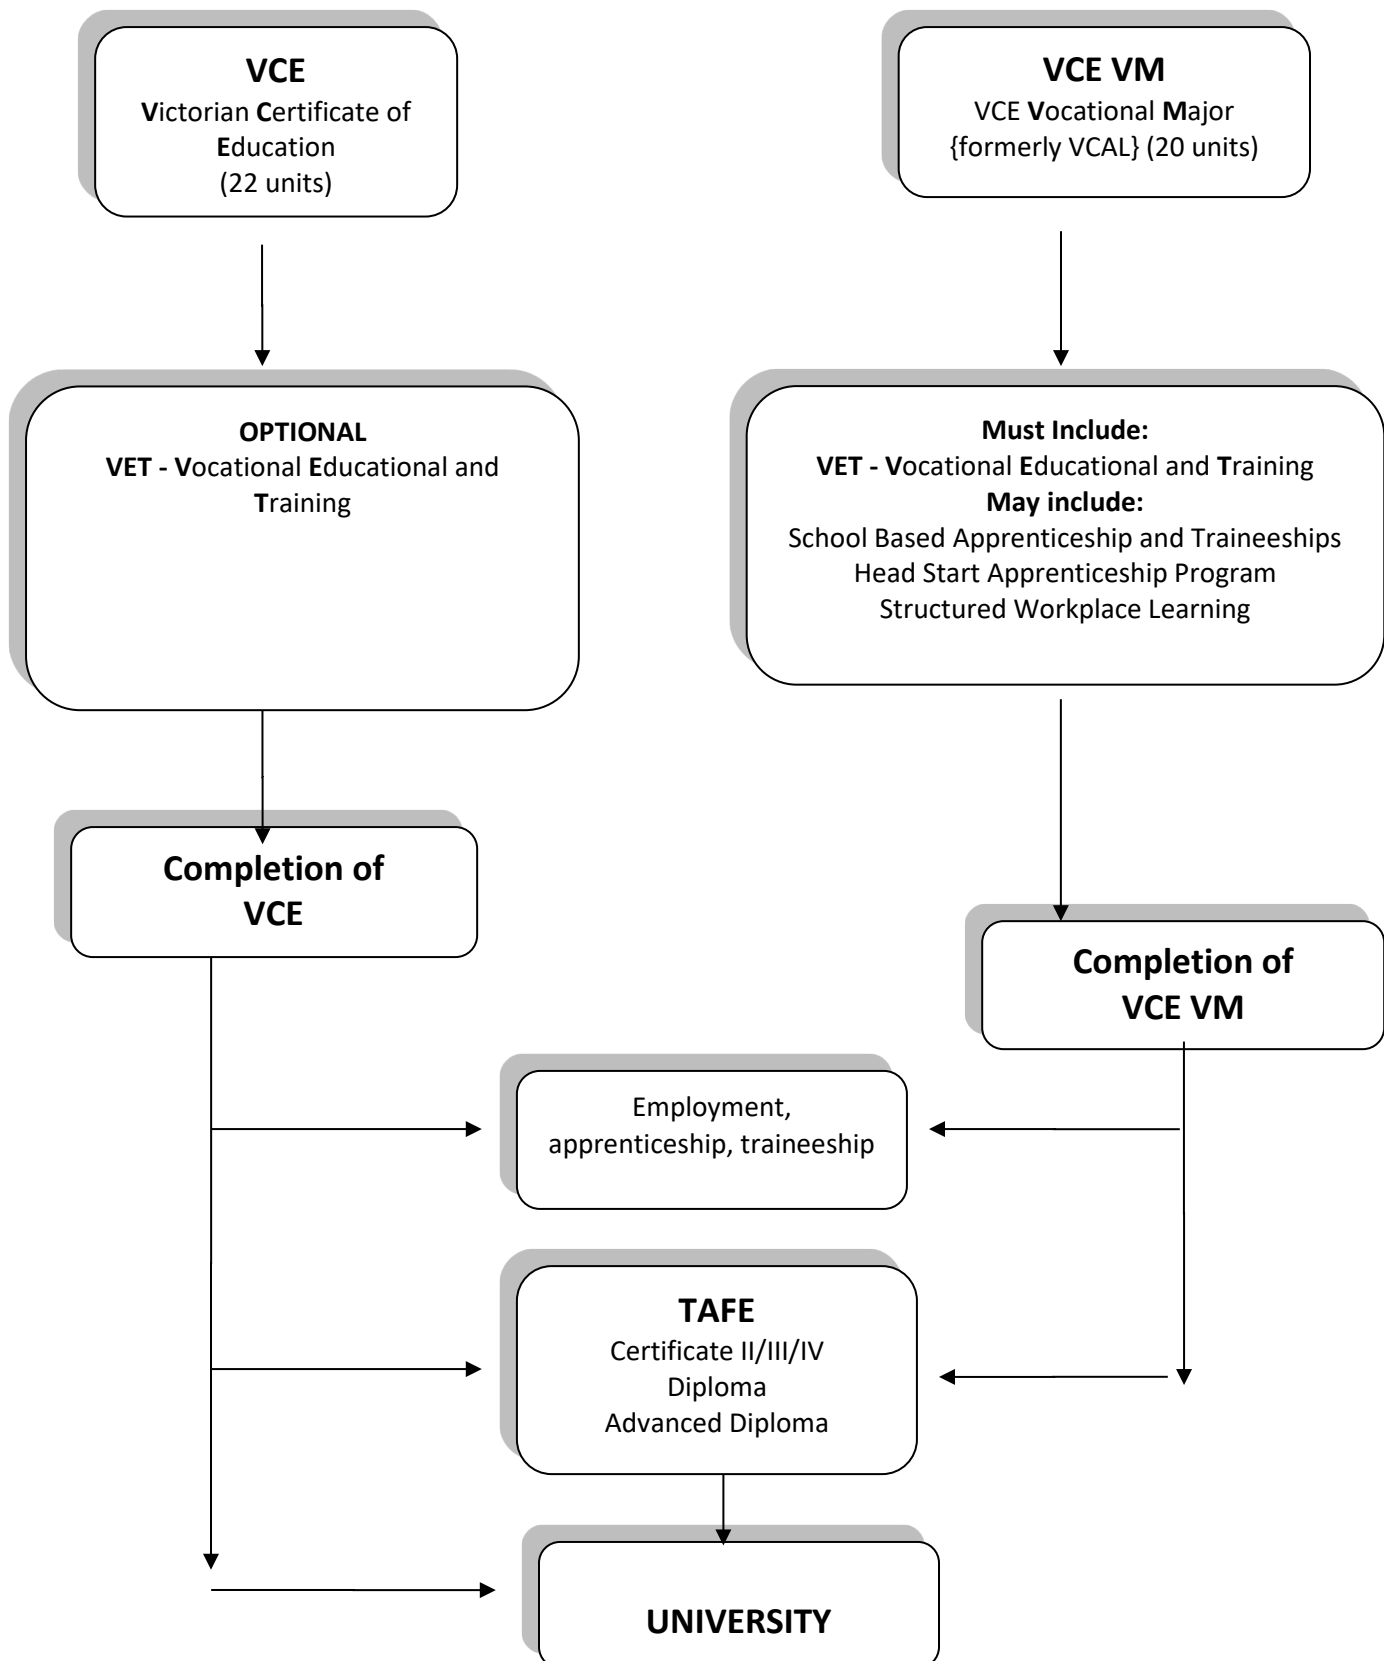 VCE
Victorian Certificate of
Education
(22 units)
VCE VM
VCE Vocational Major
{formerly VCAL} (20 units)
OPTIONAL
VET - Vocational Educational and
Training
Must Include:
VET - Vocational Educational and Training
May include:
School Based Apprenticeship and Traineeships
Head Start Apprenticeship Program
Structured Workplace Learning
Completion of
VCE
Completion of
VCE VM
Employment,
apprenticeship, traineeship
TAFE
Certificate II/III/IV
Diploma
Advanced Diploma
UNIVERSITY